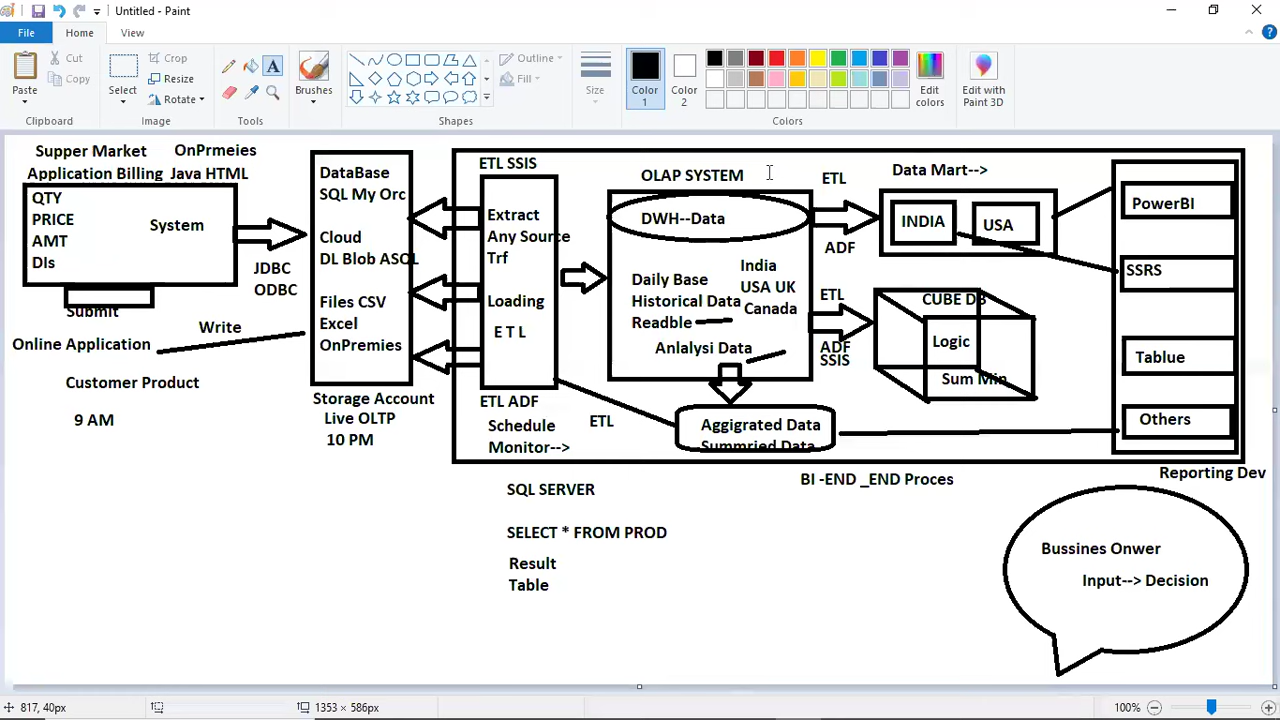 Untitled - Paint
File
Home
View
Paste
Cut
Copy
Clipboard
Select
Crop
Resize
Rotate
Image
A
Tools
Brushes
Shapes
Outline
Fill
Size
Color
1
Color
2
Edit
colors
Colors
Edit with
Paint 3D
Supper Market
OnPrmeies
Application Billing
Java HTML
QTY
PRICE
AMT
DIs
System
Submit
Online Application
Write
Customer Product
9 AM
JDBC
ODBC
DataBase
SQL My Orc
Cloud
DL Blob ASQL
Files CSV
Excel
OnPremies
Storage Account
Live OLTP
10 PM
ETL SSIS
Extract
Any Source
Trf
Loading
E T L
ETL ADF
Schedule
Monitor-->
ETL
OLAP SYSTEM
DWH--Data
Daily Base
Historical Data
Readble
India
USA UK
Canada
Anlalysi Data
Aggigrated Data
Summried Data
ETL
ADF
ETL
ADF
SSIS
Data Mart-->
INDIA
USA
CUBE DB
Logic
Sum Min
PowerBI
SSRS
Tablue
Others
Reporting Dev
BI -END _END Proces
SQL SERVER
SELECT * FROM PROD
Result
Table
Bussines Onwer
Input--> Decision
817, 40px
1353 × 586px
100%